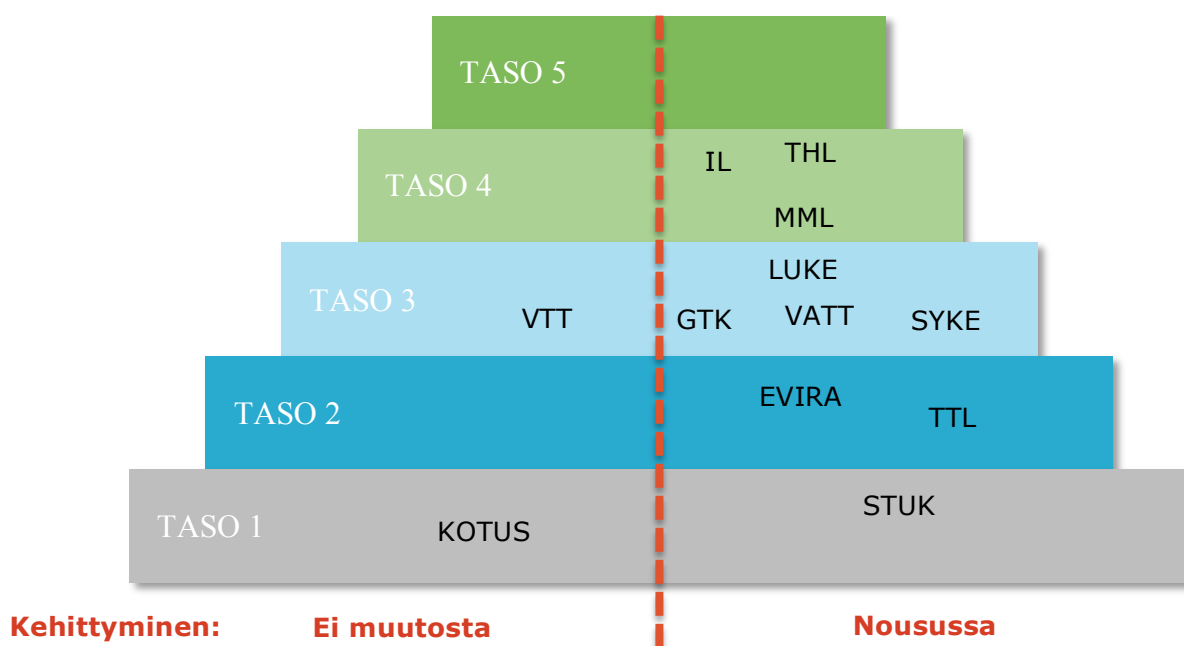 TASO 5
TASO 4
IL
THL
MML
TASO 3
VTT
LUKE
GTK
VATT
SYKE
TASO 2
EVIRA
TTL
TASO 1
KOTUS
STUK
Kehittyminen: Ei muutosta Nousussa